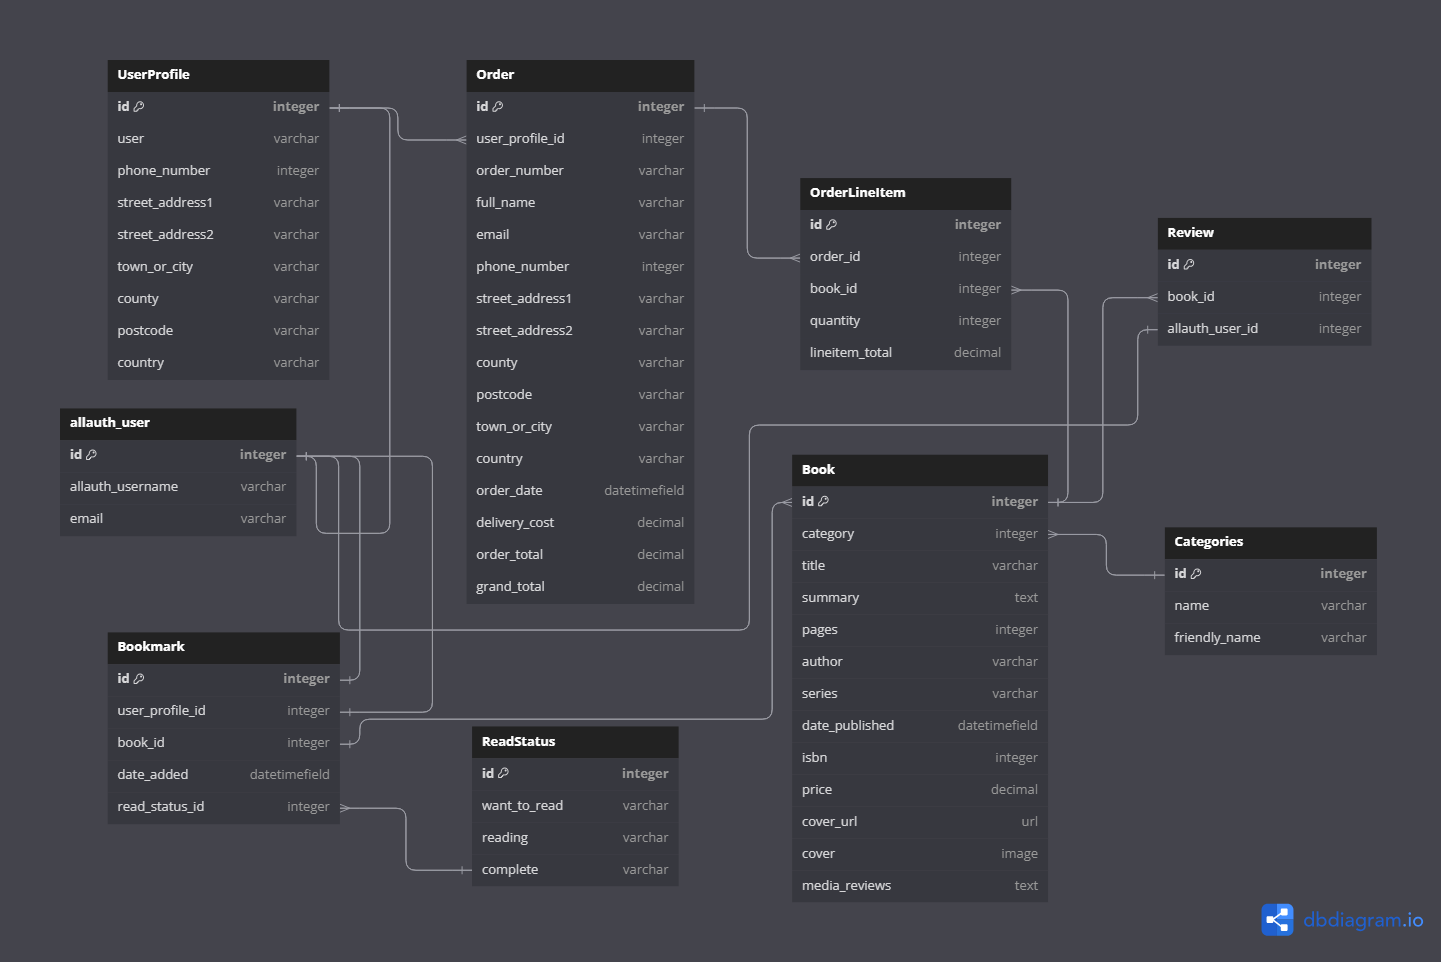 UserProfile
id integer
user varchar
phone_number integer
street_address1 varchar
street_address2 varchar
town_or_city varchar
county varchar
postcode varchar
country varchar
Order
id integer
user_profile_id integer
order_number varchar
full_name varchar
email varchar
phone_number integer
street_address1 varchar
street_address2 varchar
county varchar
postcode varchar
town_or_city varchar
country varchar
order_date datetimefield
delivery_cost decimal
order_total decimal
grand_total decimal
OrderLineItem
id integer
order_id integer
book_id integer
quantity integer
lineitem_total decimal
Review
id integer
book_id integer
allauth_user_id integer
allauth_user
id integer
allauth_username varchar
email varchar
Book
id integer
category integer
title varchar
summary text
pages integer
author varchar
series varchar
date_published datetimefield
isbn integer
price decimal
cover_url url
cover image
media_reviews text
Categories
id integer
name varchar
friendly_name varchar
Bookmark
id integer
user_profile_id integer
book_id integer
date_added datetimefield
read_status_id integer
ReadStatus
id integer
want_to_read varchar
reading varchar
complete varchar
dbdiagram.io